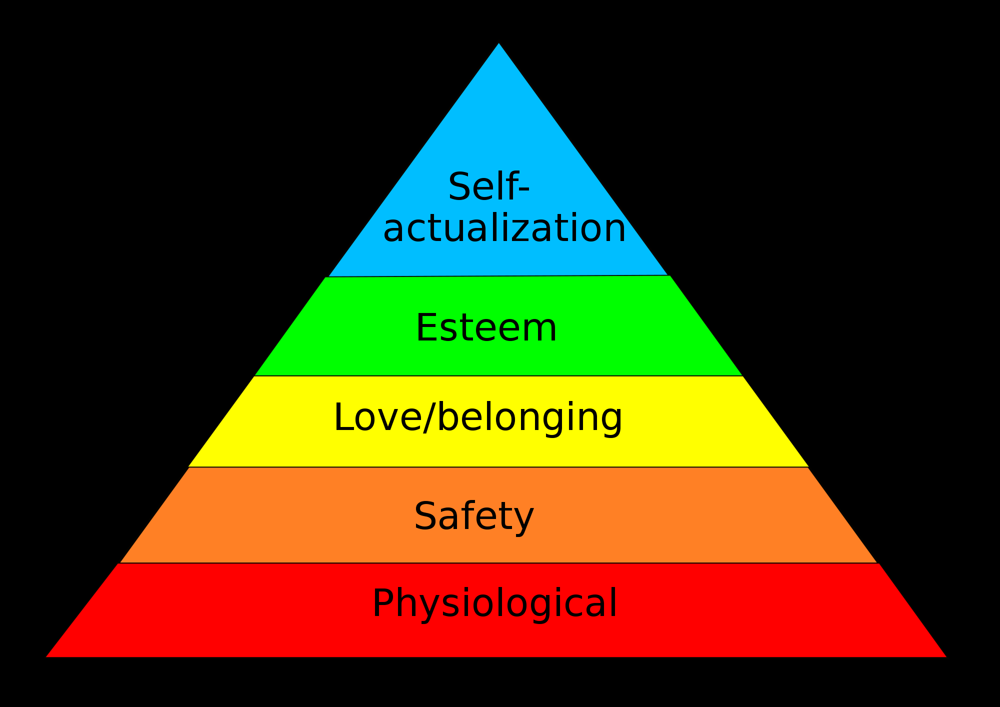 Self-
actualization
Esteem
Love/belonging
Safety
Physiological